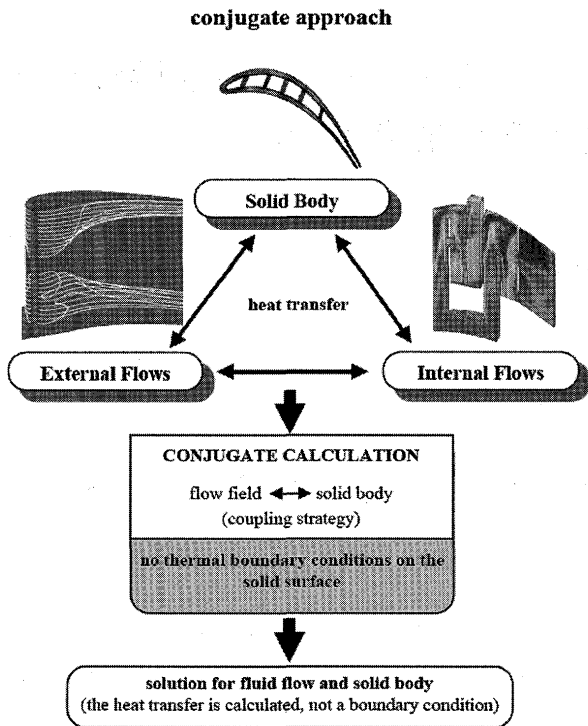 conjugate approach
Solid Body
heat transfer
External Flows
Internal Flows
CONJUGATE CALCULATION
flow field ↔ solid body
(coupling strategy)
no thermal boundary conditions on the
solid surface
solution for fluid flow and solid body
(the heat transfer is calculated, not a boundary condition)